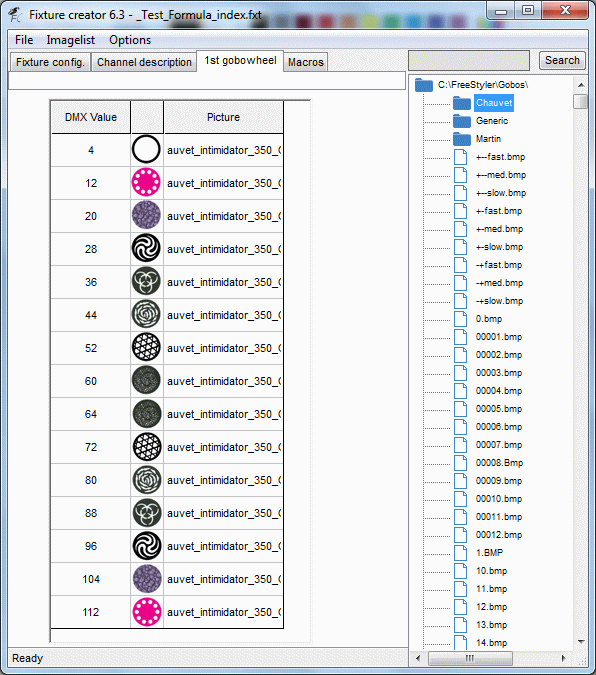 Fixture creator 6.3 - _Test_Formula_index.fxt
File Imagelist Options
Fixture config. Channel description 1st gobowheel Macros
Search
DMX Value Picture
4 auvet_intimidator_350_
12 auvet_intimidator_350_
20 auvet_intimidator_350_
28 auvet_intimidator_350_
36 auvet_intimidator_350_
44 auvet_intimidator_350_
52 auvet_intimidator_350_
60 auvet_intimidator_350_
64 auvet_intimidator_350_
72 auvet_intimidator_350_
80 auvet_intimidator_350_
88 auvet_intimidator_350_
96 auvet_intimidator_350_
104 auvet_intimidator_350_
112 auvet_intimidator_350_
C:\FreeStyler\Gobos\
Chauvet
Generic
Martin
+--fast.bmp
+--med.bmp
+--slow.bmp
+-fast.bmp
+-med.bmp
+-slow.bmp
-+fast.bmp
-+med.bmp
-+slow.bmp
0.bmp
00001.bmp
00002.bmp
00003.bmp
00004.bmp
00005.bmp
00006.bmp
00007.bmp
00008.Bmp
00009.bmp
00010.bmp
00011.bmp
00012.bmp
1.BMP
10.bmp
11.bmp
12.bmp
13.bmp
14.bmp
Ready